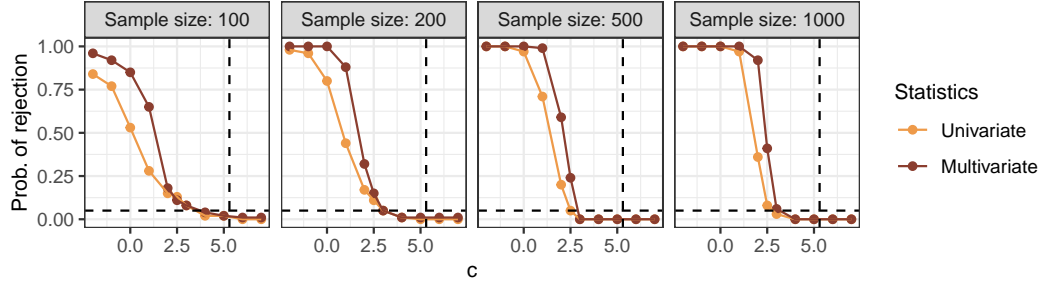 Sample size: 100
Sample size: 200
Sample size: 500
Sample size: 1000
Prob. of rejection
1.00
0.75
0.50
0.25
0.00
0.0 2.5 5.0
0.0 2.5 5.0
0.0 2.5 5.0
0.0 2.5 5.0
c
Statistics
Univariate
Multivariate